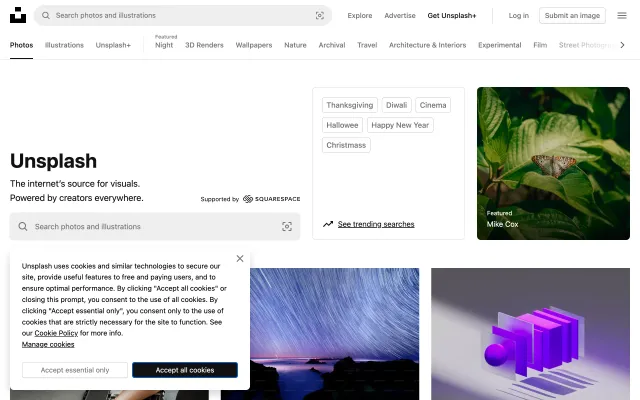 Search photos and illustrations
Explore
Advertise
Get Unsplash+
Log in
Submit an image
Photos
Illustrations
Unsplash+
Featured
Night
3D Renders
Wallpapers
Nature
Archival
Travel
Architecture & Interiors
Experimental
Film
Street
Unsplash
The internet's source for visuals.
Powered by creators everywhere.
Supported by SQUARESPACE
Search photos and illustrations
Thanksgiving
Diwali
Cinema
Hallowee
Happy New Year
Christmass
See trending searches
Featured
Mike Cox
Unsplash uses cookies and similar technologies to secure our
site, provide useful features to free and paying users, and to
ensure optimal performance. By clicking "Accept all cookies" or
closing this prompt, you consent to the use of all cookies. By
clicking "Accept essential only", you consent only to the use of
cookies that are strictly necessary for the site to function. See
our Cookie Policy for more info.
Manage cookies
Accept essential only
Accept all cookies